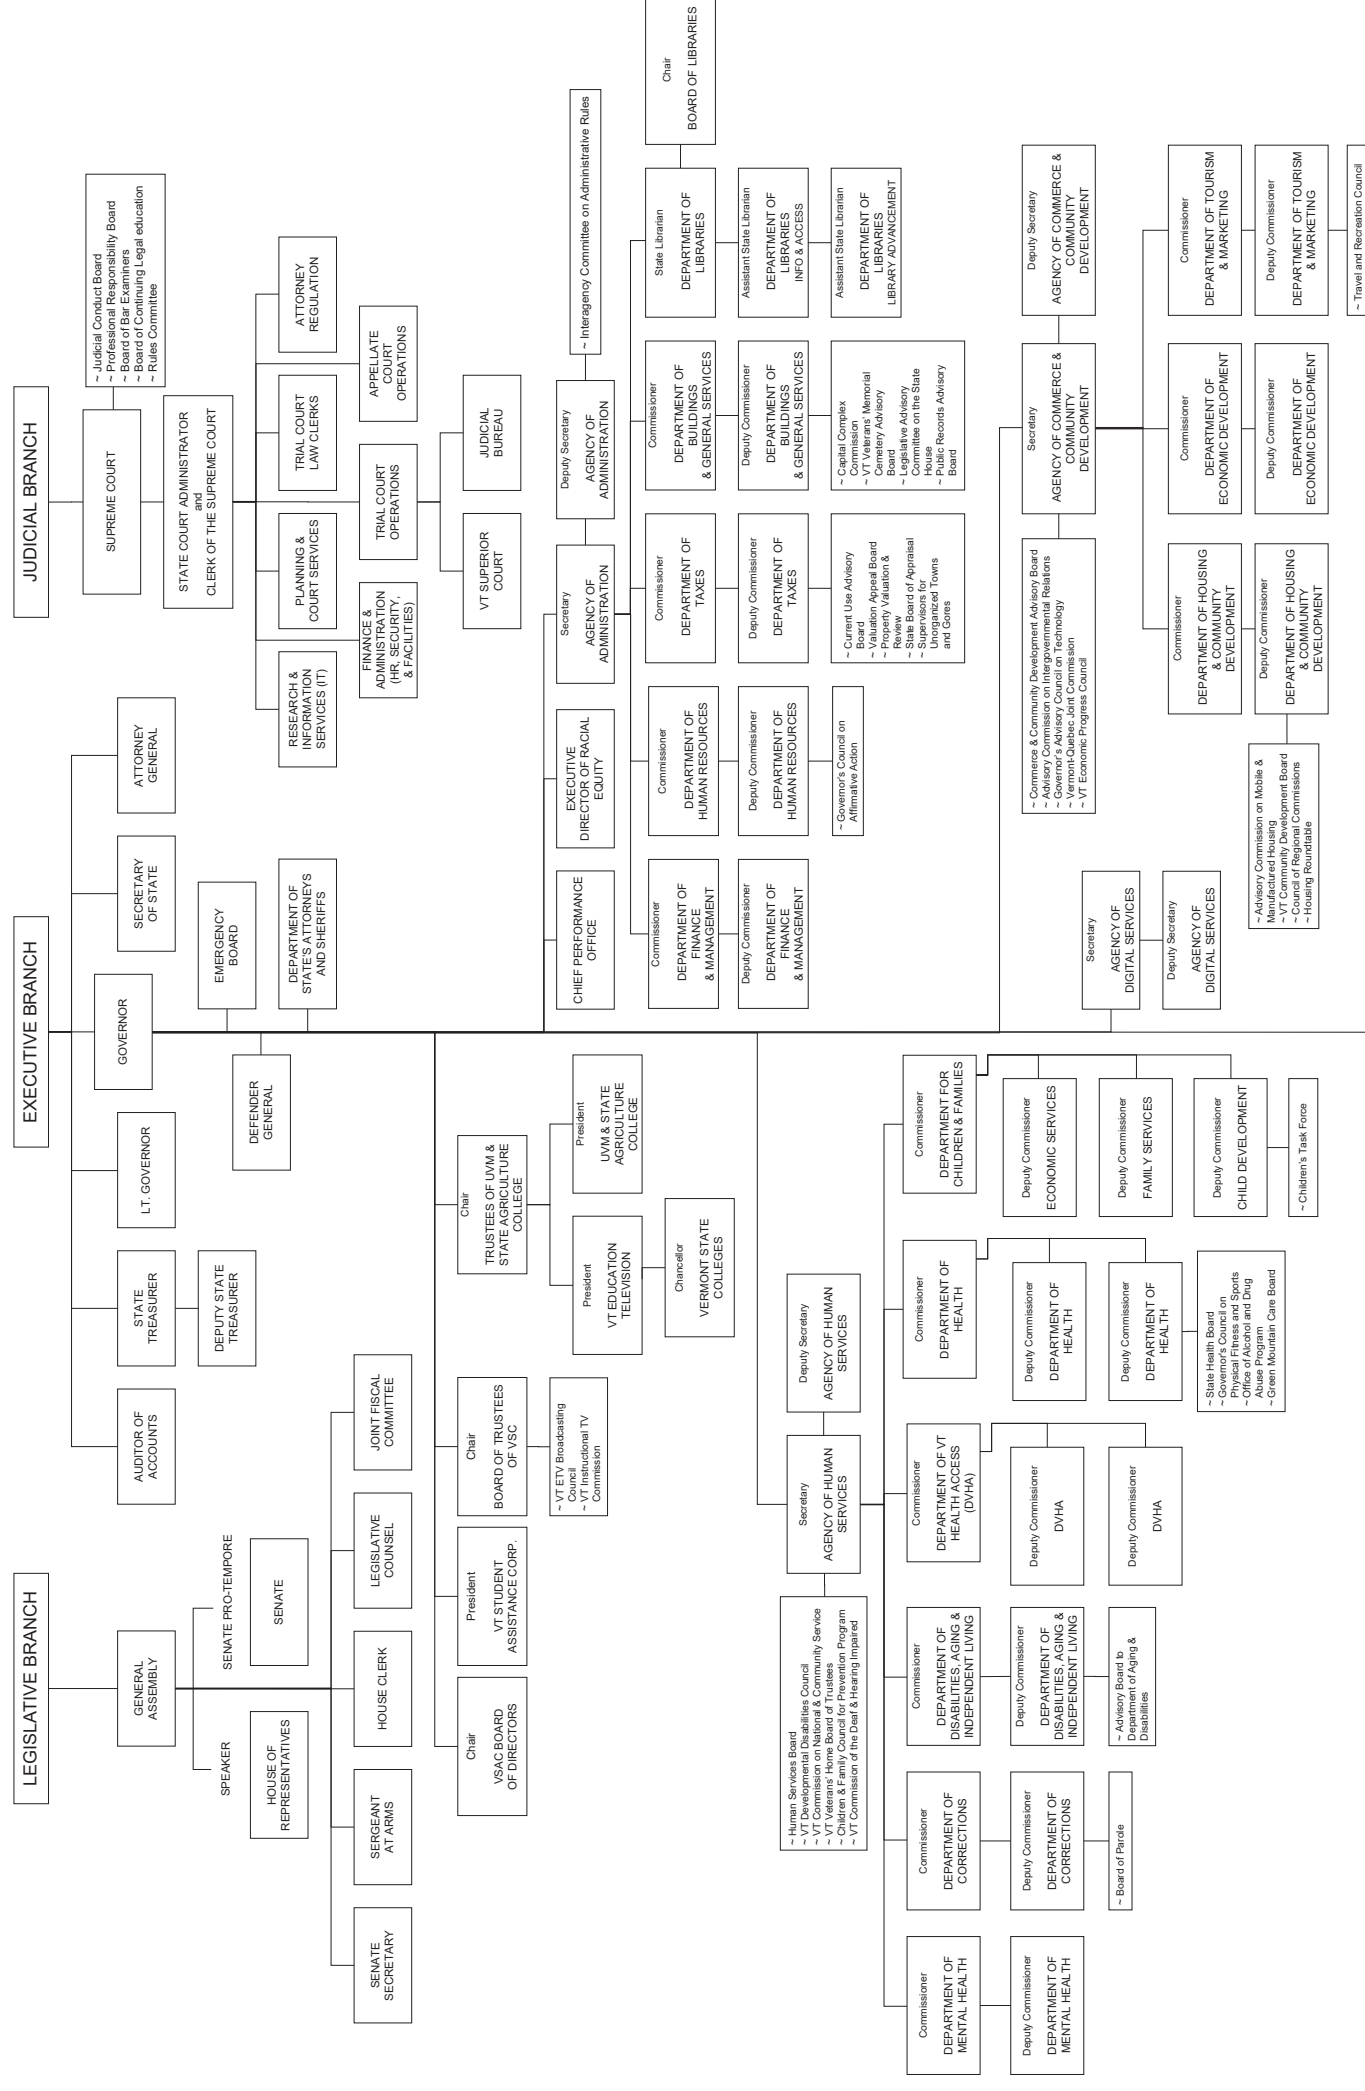 LEGISLATIVE BRANCH
EXECUTIVE BRANCH
JUDICIAL BRANCH
GENERAL
ASSEMBLY
SPEAKER
SENATE PRO-TEMPORE
HOUSE OF
REPRESENTATIVES
SENATE
SENATE
SECRETARY
SERGEANT
AT ARMS
HOUSE CLERK
LEGISLATIVE
COUNSEL
JOINT FISCAL
COMMITTEE
AUDITOR OF
ACCOUNTS
STATE
TREASURER
DEPUTY STATE
TREASURER
LT. GOVERNOR
GOVERNOR
SECRETARY
OF STATE
ATTORNEY
GENERAL
EMERGENCY
BOARD
DEFENDER
GENERAL
DEPARTMENT OF
STATE'S ATTORNEYS
AND SHERIFFS
SUPREME COURT
~ Judicial Conduct Board
~ Professional Responsibility Board
~ Board of Bar Examiners
~ Board of Continuing Legal education
~ Rules Committee
STATE COURT ADMINISTRATOR
and
CLERK OF THE SUPREME COURT
RESEARCH &
INFORMATION
SERVICES (IT)
PLANNING &
COURT SERVICES
TRIAL COURT
LAW CLERKS
ATTORNEY
REGULATION
FINANCE &
ADMINISTRATION
(HR, SECURITY,
& FACILITIES)
TRIAL COURT
OPERATIONS
APPELLATE
COURT
OPERATIONS
VT SUPERIOR
COURT
JUDICIAL
BUREAU
Chair
VSAC BOARD
OF DIRECTORS
President
VT STUDENT
ASSISTANCE CORP.
Chair
BOARD OF TRUSTEES
OF VSC
~ VT ETV Broadcasting
Council
~ VT Instructional TV
Commission
Chair
TRUSTEES OF UVM &
STATE AGRICULTURE
COLLEGE
President
VT EDUCATION
TELEVISION
President
UVM & STATE
AGRICULTURE
COLLEGE
Chancellor
VERMONT STATE
COLLEGES
CHIEF PERFORMANCE
OFFICE
EXECUTIVE
DIRECTOR OF RACIAL
EQUITY
Secretary
AGENCY OF
ADMINISTRATION
Deputy Secretary
AGENCY OF
ADMINISTRATION
~ Interagency Committee on Administrative Rules
Commissioner
DEPARTMENT OF
FINANCE
& MANAGEMENT
Deputy Commissioner
DEPARTMENT OF
FINANCE
& MANAGEMENT
Commissioner
DEPARTMENT OF
HUMAN RESOURCES
Deputy Commissioner
DEPARTMENT OF
HUMAN RESOURCES
~ Governor's Council on
Affirmative Action
Commissioner
DEPARTMENT OF
TAXES
Deputy Commissioner
DEPARTMENT OF
TAXES
~ Current Use Advisory
Board
~ Valuation Appeal Board
~ Property Valuation &
Review
~ State Board of Appraisal
~ Supervisors for
Unorganized Towns
and Gores
Commissioner
DEPARTMENT OF
BUILDINGS
& GENERAL SERVICES
Deputy Commissioner
DEPARTMENT OF
BUILDINGS
& GENERAL SERVICES
~ Capital Complex
Commission
~ VT Veterans' Memorial
Cemetery Advisory
Board
~ Legislative Advisory
Committee on the State
House
~ Public Records Advisory
Board
State Librarian
DEPARTMENT OF
LIBRARIES
Assistant State Librarian
DEPARTMENT OF
LIBRARIES
INFO & ACCESS
Assistant State Librarian
DEPARTMENT OF
LIBRARIES
LIBRARY ADVANCEMENT
Chair
BOARD OF LIBRARIES
Secretary
AGENCY OF HUMAN
SERVICES
Deputy Secretary
AGENCY OF HUMAN
SERVICES
~ Human Services Board
~ VT Developmental Disabilities Council
~ VT Commission on National & Community Service
~ VT Veterans' Home Board of Trustees
~ Children & Family Council for Prevention Program
~ VT Commission of the Deaf & Hearing Impaired
Commissioner
DEPARTMENT OF
MENTAL HEALTH
Deputy Commissioner
DEPARTMENT OF
MENTAL HEALTH
Commissioner
DEPARTMENT OF
CORRECTIONS
Deputy Commissioner
DEPARTMENT OF
CORRECTIONS
~ Board of Parole
Commissioner
DEPARTMENT OF
DISABILITIES, AGING &
INDEPENDENT LIVING
Deputy Commissioner
DEPARTMENT OF
DISABILITIES, AGING &
INDEPENDENT LIVING
~ Advisory Board to
Department of Aging &
Disabilities
Commissioner
DEPARTMENT OF VT
HEALTH ACCESS
(DVHA)
Deputy Commissioner
DVHA
Deputy Commissioner
DVHA
Commissioner
DEPARTMENT OF
HEALTH
Deputy Commissioner
DEPARTMENT OF
HEALTH
Deputy Commissioner
DEPARTMENT OF
HEALTH
~ State Health Board
~ Governor's Council on
Physical Fitness and Sports
~ Office of Alcohol and Drug
Abuse Program
~ Green Mountain Care Board
Commissioner
DEPARTMENT FOR
CHILDREN & FAMILIES
Deputy Commissioner
ECONOMIC SERVICES
Deputy Commissioner
FAMILY SERVICES
Deputy Commissioner
CHILD DEVELOPMENT
~ Children's Task Force
Secretary
AGENCY OF COMMERCE &
COMMUNITY
DEVELOPMENT
Deputy Secretary
AGENCY OF COMMERCE &
COMMUNITY
DEVELOPMENT
~ Commerce & Community Development Advisory Board
~ Advisory Commission on Intergovernmental Relations
~ Governor's Advisory Council on Technology
~ Vermont-Quebec Joint Commission
~ VT Economic Progress Council
Secretary
AGENCY OF
DIGITAL SERVICES
Deputy Secretary
AGENCY OF
DIGITAL SERVICES
Commissioner
DEPARTMENT OF HOUSING
& COMMUNITY
DEVELOPMENT
Deputy Commissioner
DEPARTMENT OF HOUSING
& COMMUNITY
DEVELOPMENT
~ Advisory Commission on Mobile &
Manufactured Housing
~ VT Community Development Board
~ Council of Regional Commissions
~ Housing Roundtable
Commissioner
DEPARTMENT OF
ECONOMIC DEVELOPMENT
Deputy Commissioner
DEPARTMENT OF
ECONOMIC DEVELOPMENT
Commissioner
DEPARTMENT OF TOURISM
& MARKETING
Deputy Commissioner
DEPARTMENT OF TOURISM
& MARKETING
~ Travel and Recreation Council